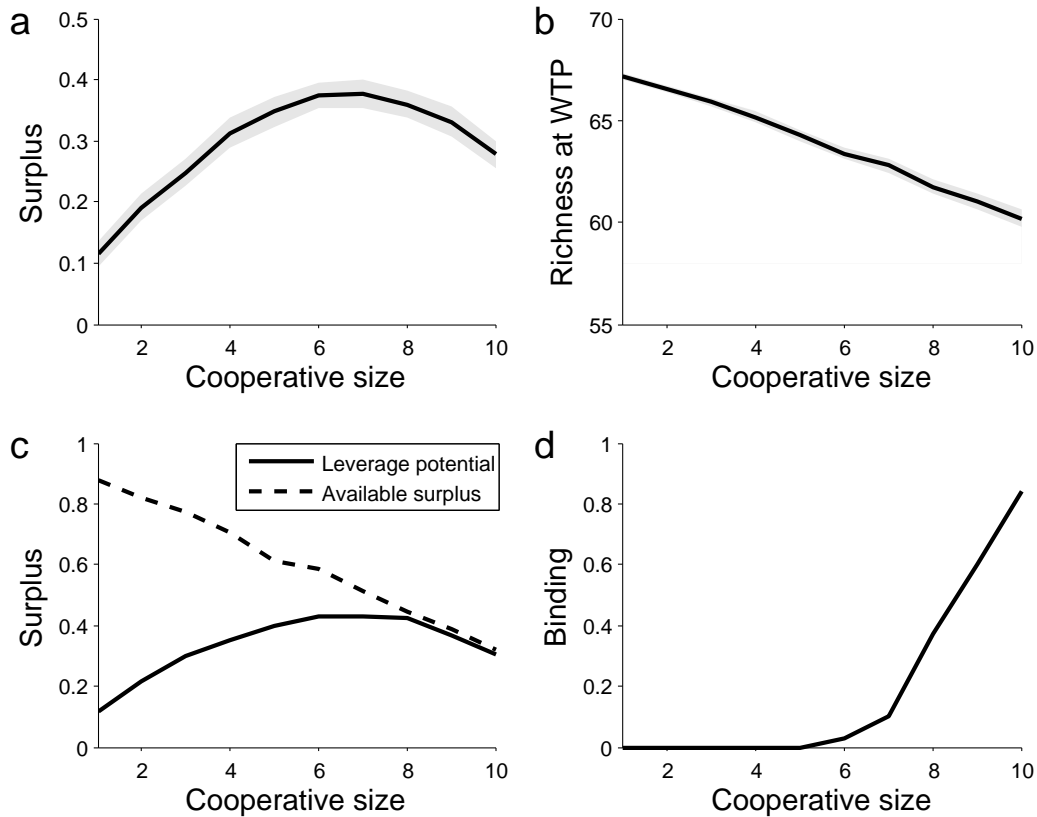 a
0.5
0.4
0.3
0.2
0.1
0
Surplus
2 4 6 8 10
Cooperative size
b
70
65
60
55
Richness at WTP
2 4 6 8 10
Cooperative size
c
1
0.8
0.6
0.4
0.2
0
Surplus
Leverage potential
Available surplus
2 4 6 8 10
Cooperative size
d
1
0.8
0.6
0.4
0.2
0
Binding
2 4 6 8 10
Cooperative size